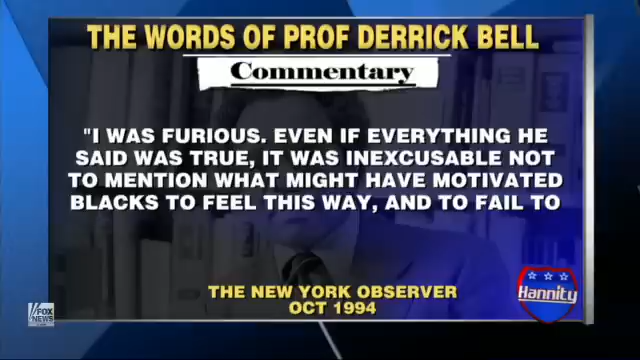 THE WORDS OF PROF DERRICK BELL
Commentary
"I WAS FURIOUS. EVEN IF EVERYTHING HE
SAID WAS TRUE, IT WAS INEXCUSABLE NOT
TO MENTION WHAT MIGHT HAVE MOTIVATED
BLACKS TO FEEL THIS WAY, AND TO FAIL TO
THE NEW YORK OBSERVER
OCT 1994
Hannity
FOX
NEWS